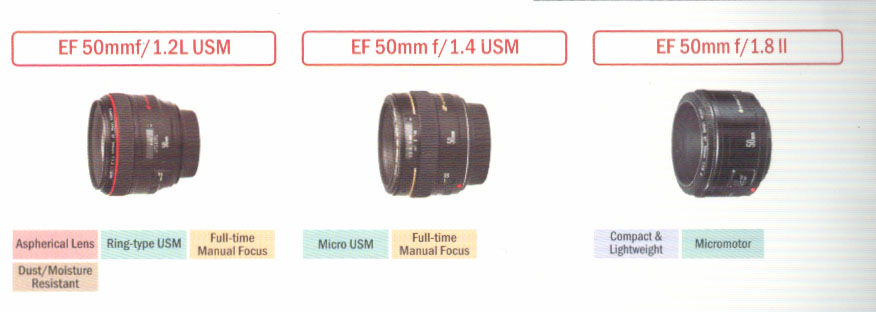 EF 50mmf/1.2L USM
EF 50mm f/1.4 USM
EF 50mm f/1.8 II
Aspherical Lens
Ring-type USM
Full-time
Manual Focus
Dust/Moisture
Resistant
Micro USM
Full-time
Manual Focus
Compact &
Lightweight
Micromotor